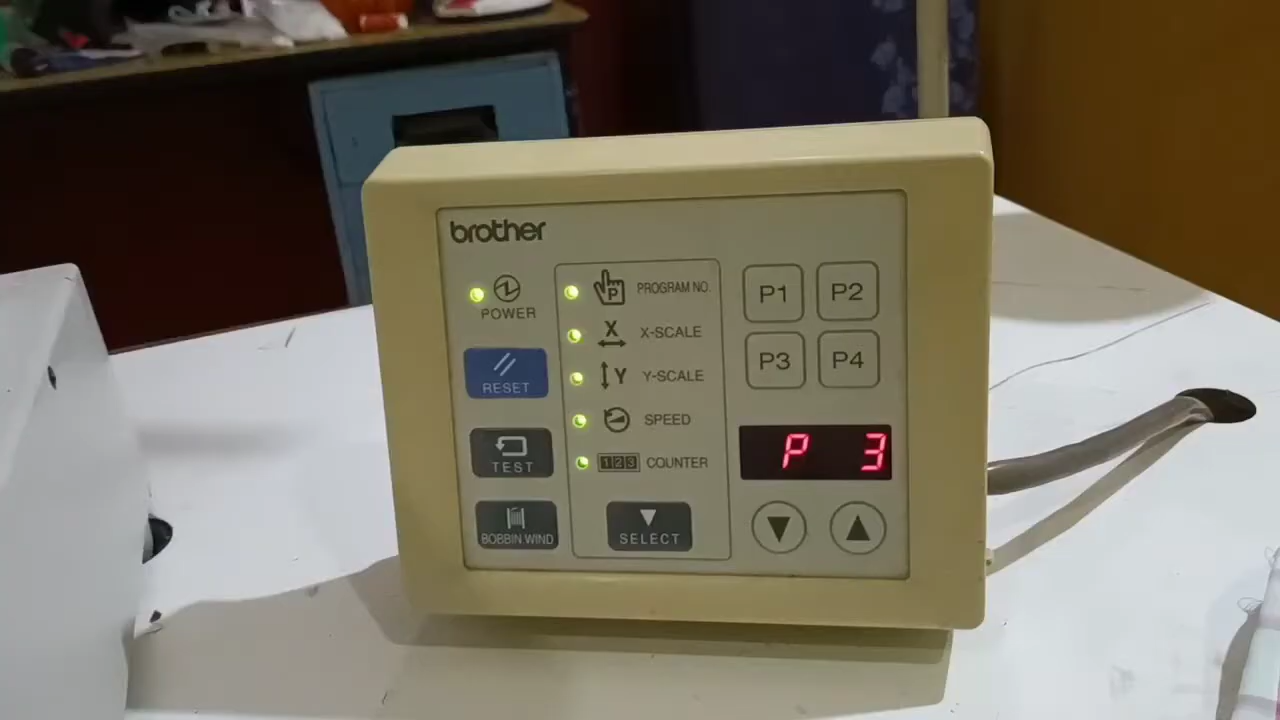 brother
POWER
RESET
TEST
BOBBIN WIND
P PROGRAM NO.
X X-SCALE
Y Y-SCALE
SPEED
123 COUNTER
SELECT
P1 P2
P3 P4
P 3